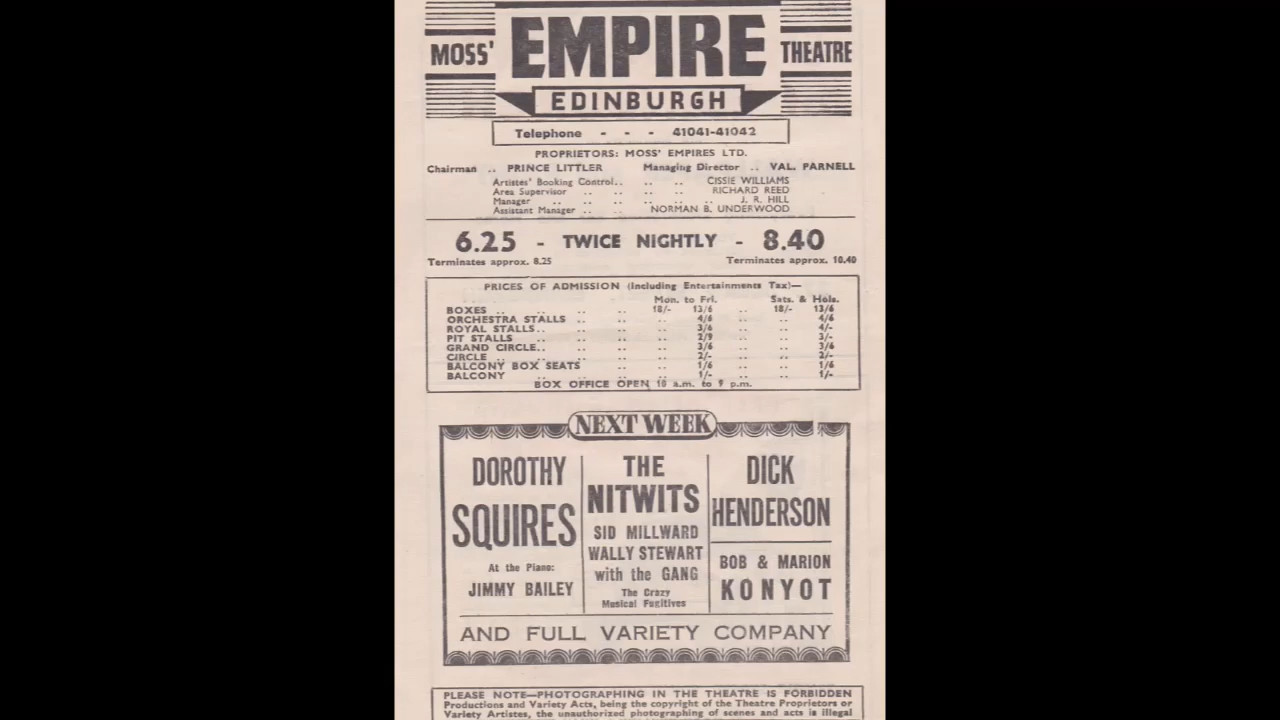 MOSS' EMPIRE THEATRE
EDINBURGH
Telephone - - - 41041-41042
PROPRIETORS: MOSS' EMPIRES LTD.
Chairman .. PRINCE LITTLER Managing Director .. VAL. PARNELL
Artistes' Booking Control.. .. .. CISSIE WILLIAMS
Area Supervisor .. .. .. .. RICHARD REED
Manager .. .. .. .. .. J. R. HILL
Assistant Manager .. .. NORMAN B. UNDERWOOD
6.25 - TWICE NIGHTLY - 8.40
Terminates approx. 8.25 Terminates approx. 10.40
PRICES OF ADMISSION (Including Entertainments Tax)—
Mon. to Fri. Sats. & Hols.
BOXES .. .. .. .. 18/- 13/6 .. 18/- 13/6
ORCHESTRA STALLS .. .. .. 4/6 .. .. 4/6
ROYAL STALLS.. .. .. .. 3/6 .. .. 4/-
PIT STALLS .. .. .. .. 2/9 .. .. 3/-
GRAND CIRCLE.. .. .. .. 3/6 .. .. 3/6
CIRCLE .. .. .. .. .. 2/- .. .. 2/-
BALCONY BOX SEATS .. .. 1/6 .. .. 1/6
BALCONY .. .. .. .. 1/- .. .. 1/-
BOX OFFICE OPEN 10 a.m. to 9 p.m.
NEXT WEEK
DOROTHY
SQUIRES
At the Piano:
JIMMY BAILEY
THE
NITWITS
SID MILLWARD
WALLY STEWART
with the GANG
The Crazy
Musical Fugitives
DICK
HENDERSON
BOB & MARION
KONYOT
AND FULL VARIETY COMPANY
PLEASE NOTE—PHOTOGRAPHING IN THE THEATRE IS FORBIDDEN
Productions and Variety Acts, being the copyright of the Theatre Proprietors or
Variety Artistes, the unauthorized photographing of scenes and acts is illegal